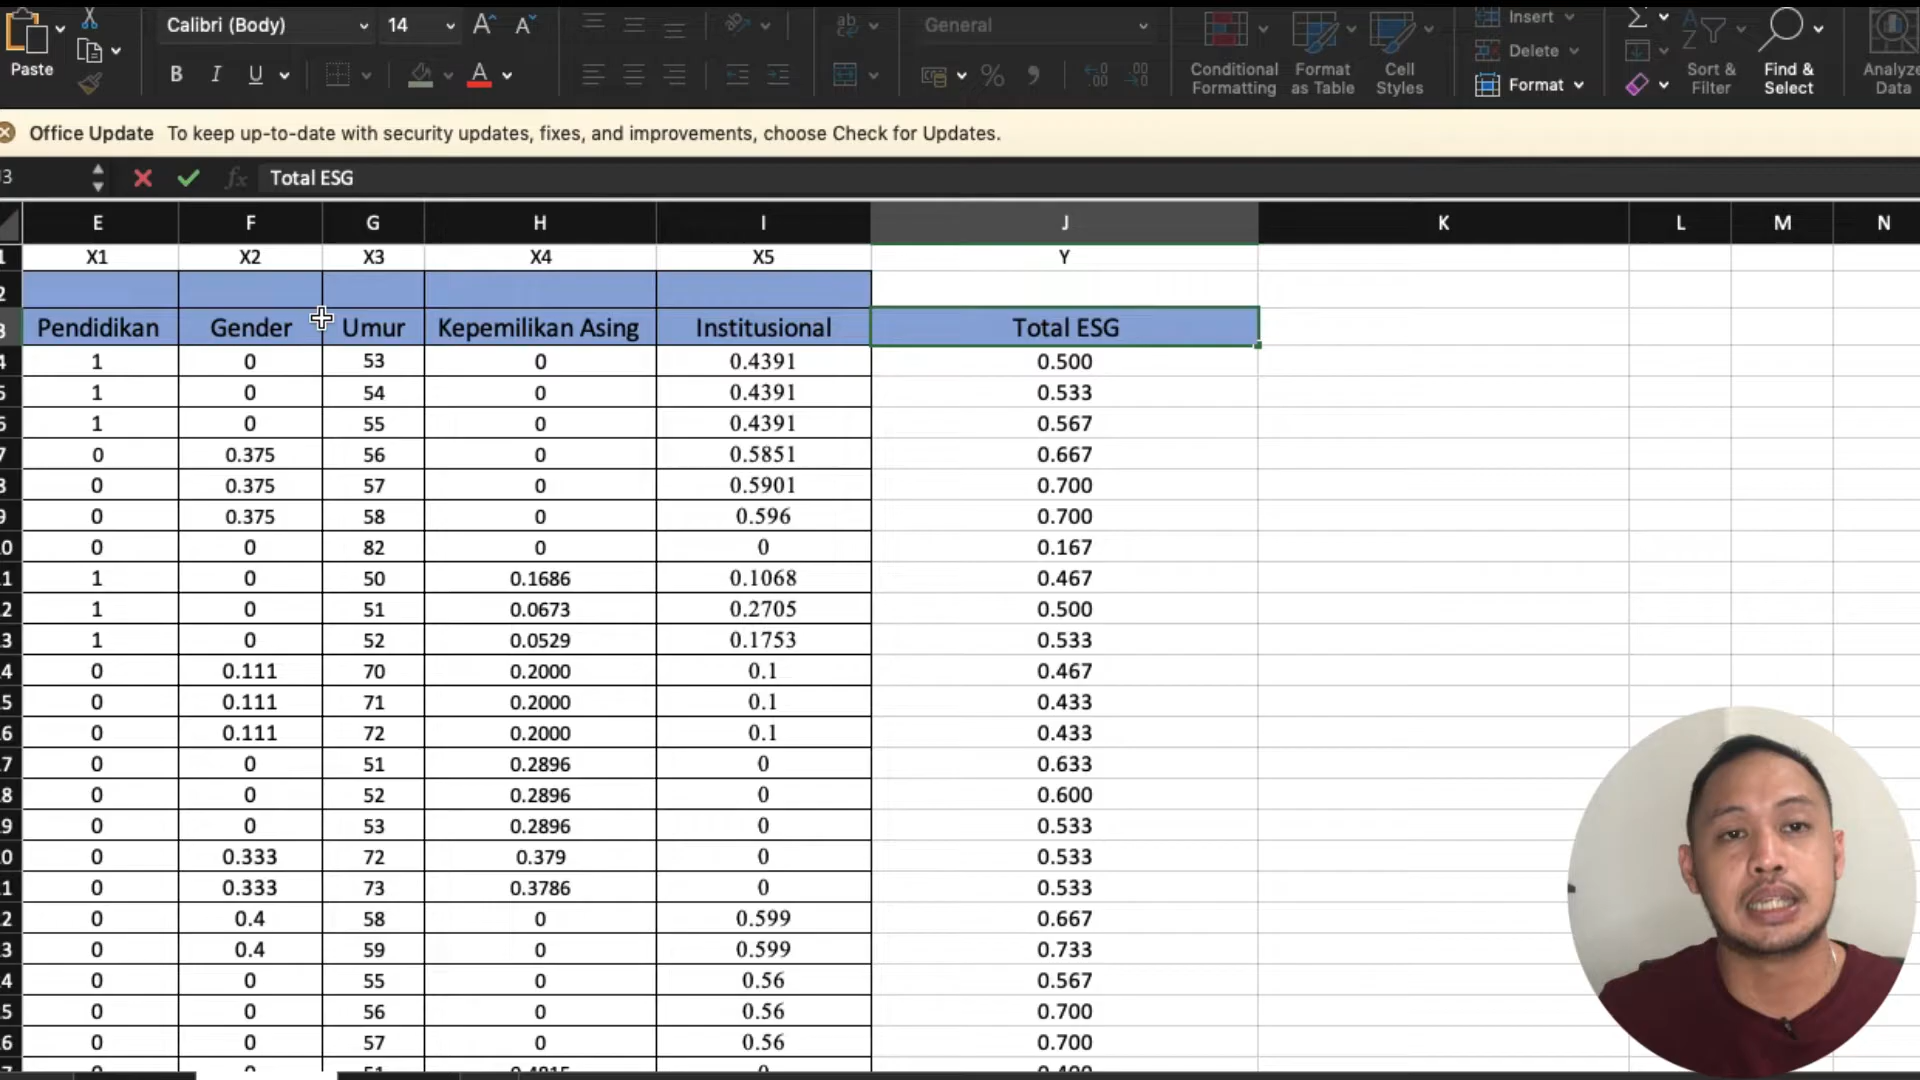 Calibri (Body) 14 General Insert
Paste Conditional Formatting Format as Table Cell Styles Delete Format Sort & Filter Find & Select Analyze Data
Office Update To keep up-to-date with security updates, fixes, and improvements, choose Check for Updates.
Total ESG
E F G H I J K L M N
X1 X2 X3 X4 X5 Y
2
Pendidikan Gender Umur Kepemilikan Asing Institusional Total ESG
1 0 53 0 0.4391 0.500
1 0 54 0 0.4391 0.533
1 0 55 0 0.4391 0.567
0 0.375 56 0 0.5851 0.667
0 0.375 57 0 0.5901 0.700
0 0.375 58 0 0.596 0.700
0 0 82 0 0 0.167
1 0 50 0.1686 0.1068 0.467
1 0 51 0.0673 0.2705 0.500
1 0 52 0.0529 0.1753 0.533
0 0.111 70 0.2000 0.1 0.467
0 0.111 71 0.2000 0.1 0.433
0 0.111 72 0.2000 0.1 0.433
0 0 51 0.2896 0 0.633
0 0 52 0.2896 0 0.600
0 0 53 0.2896 0 0.533
0 0.333 72 0.379 0 0.533
0 0.333 73 0.3786 0 0.533
0 0.4 58 0 0.599 0.667
0 0.4 59 0 0.599 0.733
0 0 55 0 0.56 0.567
0 0 56 0 0.56 0.700
0 0 57 0 0.56 0.700